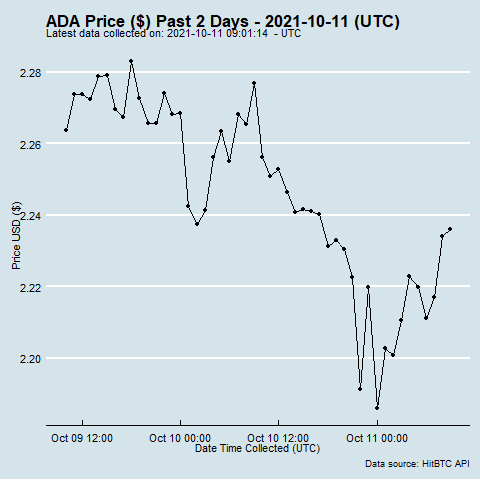 ADA Price ($) Past 2 Days - 2021-10-11 (UTC)
Latest data collected on: 2021-10-11 09:01:14 - UTC
2.28
2.26
2.24
2.22
2.20
Price USD ($)
Oct 09 12:00 Oct 10 00:00 Oct 10 12:00 Oct 11 00:00
Date Time Collected (UTC)
Data source: HitBTC API